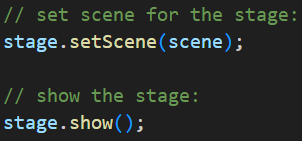 // set scene for the stage:
stage.setScene(scene);
// show the stage:
stage.show();